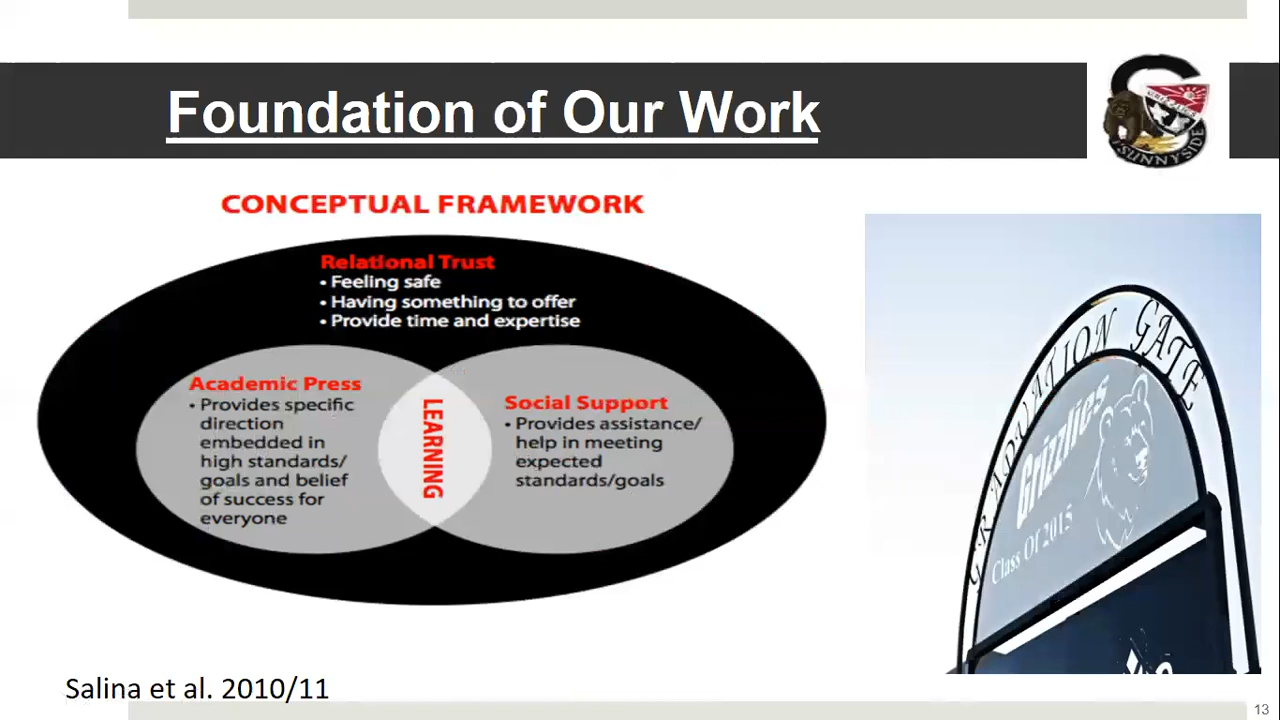 Foundation of Our Work
SUNNYSIDE
CONCEPTUAL FRAMEWORK
Relational Trust
• Feeling safe
• Having something to offer
• Provide time and expertise
Academic Press
• Provides specific
direction
embedded in
high standards/
goals and belief
of success for
everyone
LEARNING
Social Support
• Provides assistance/
help in meeting
expected
standards/goals
GRADUATION GATE
Grizzlies
Class Of 2015
Salina et al. 2010/11
13